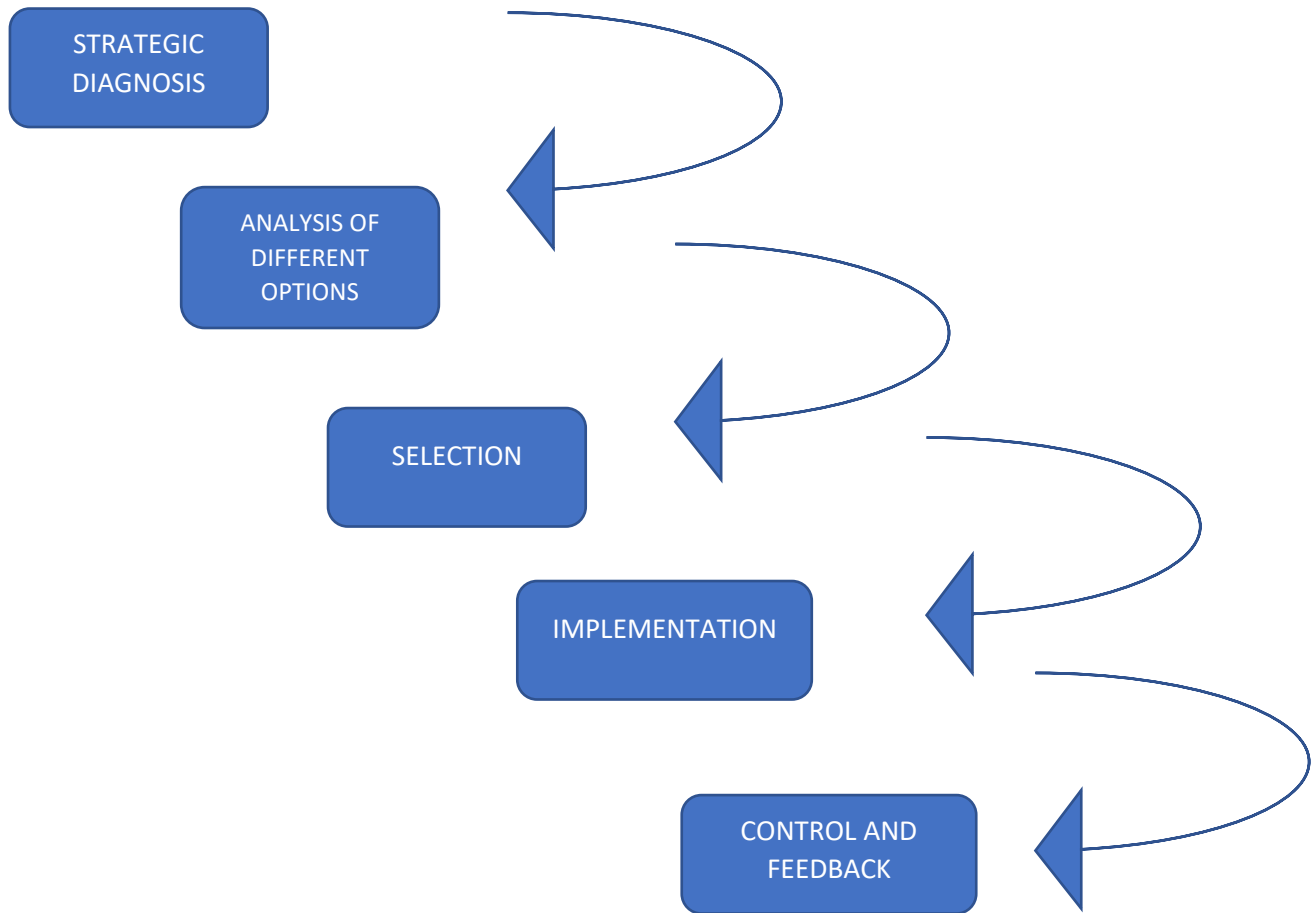 STRATEGIC
DIAGNOSIS
ANALYSIS OF
DIFFERENT
OPTIONS
SELECTION
IMPLEMENTATION
CONTROL AND
FEEDBACK